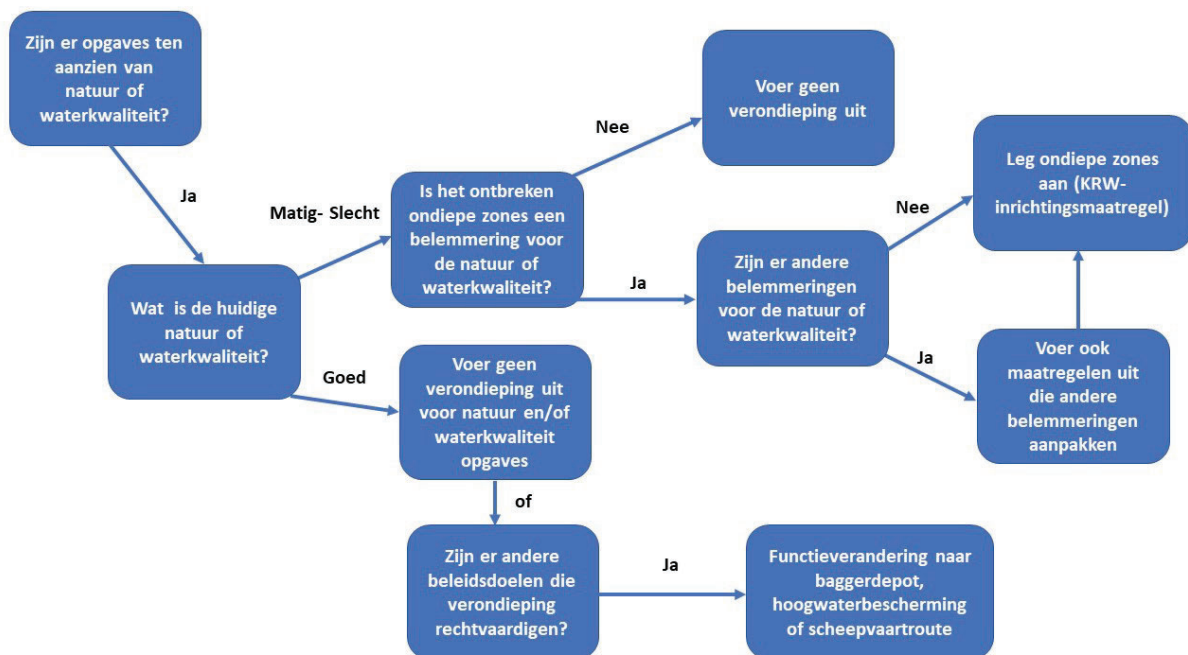 Zijn er opgaves ten
aanzien van
natuur of
waterkwaliteit?
Ja
Wat is de huidige
natuur of
waterkwaliteit?
Matig- Slecht
Is het ontbreken
ondiepe zones een
belemmering voor
de natuur of
waterkwaliteit?
Nee
Voer geen
verondieping uit
Ja
Zijn er andere
belemmeringen
voor de natuur of
waterkwaliteit?
Nee
Leg ondiepe zones
aan (KRW-
inrichtingsmaatregel)
Ja
Voer ook
maatregelen uit
die andere
belemmeringen
aanpakken
Goed
Voer geen
verondieping uit
voor natuur en/of
waterkwaliteit
opgaves
of
Zijn er andere
beleidsdoelen die
verondieping
rechtvaardigen?
Ja
Functieverandering naar
baggerdepot,
hoogwaterbescherming
of scheepvaartroute